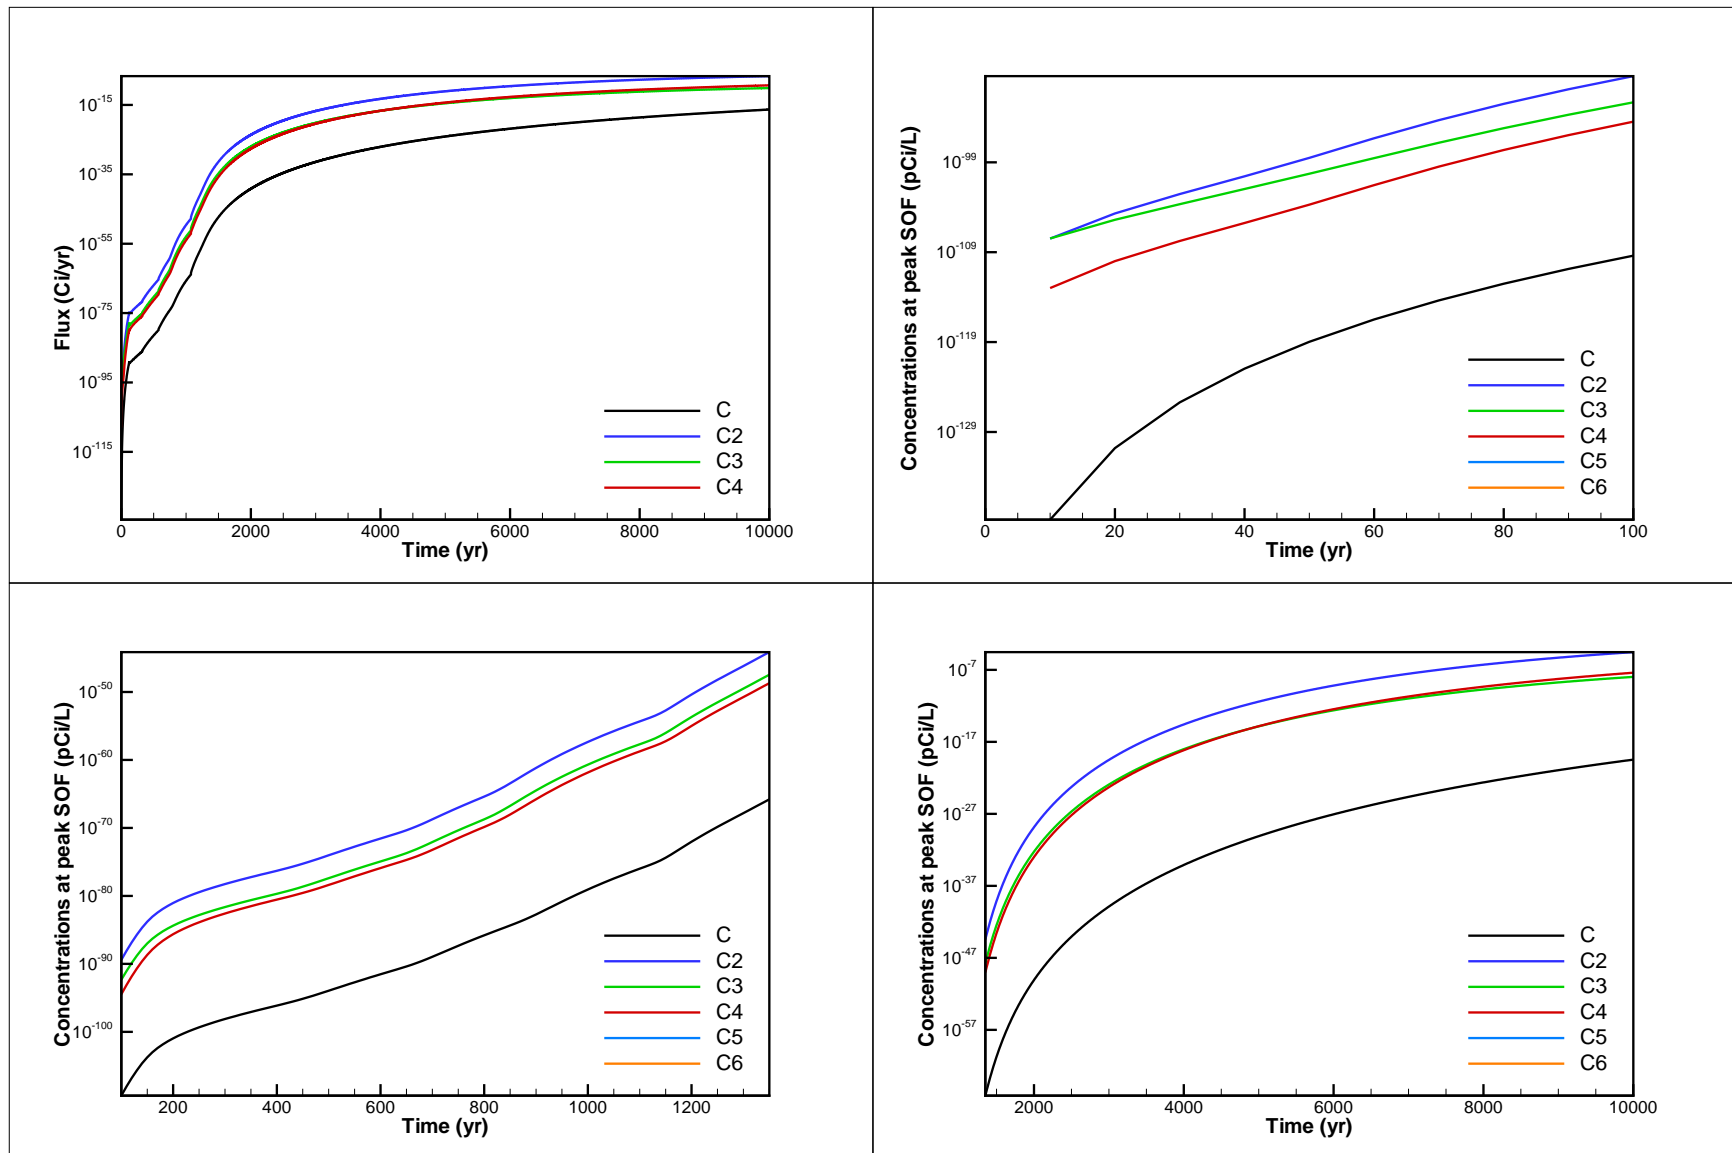 Flux (Ci/yr)
10^-15
10^-35
10^-55
10^-75
10^-95
10^-115
0 2000 4000 6000 8000 10000
Time (yr)
C
C2
C3
C4
Concentrations at peak SOF (pCi/L)
10^-99
10^-109
10^-119
10^-129
0 20 40 60 80 100
Time (yr)
C
C2
C3
C4
C5
C6
Concentrations at peak SOF (pCi/L)
10^-50
10^-60
10^-70
10^-80
10^-90
10^-100
200 400 600 800 1000 1200
Time (yr)
C
C2
C3
C4
C5
C6
Concentrations at peak SOF (pCi/L)
10^-7
10^-17
10^-27
10^-37
10^-47
10^-57
2000 4000 6000 8000 10000
Time (yr)
C
C2
C3
C4
C5
C6